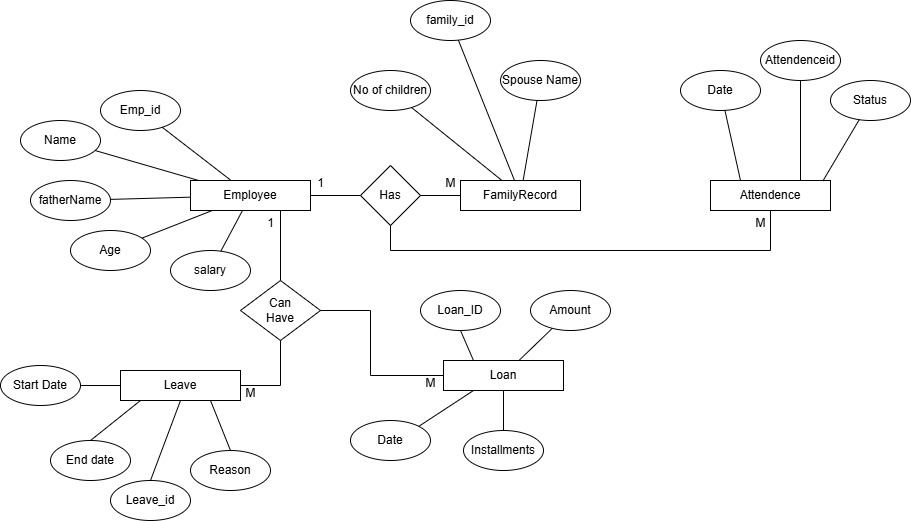 family_id
Attendenceid
No of children
Spouse Name
Date
Status
Emp_id
Name
fatherName
Age
salary
Employee
1
Has
M
FamilyRecord
Attendence
M
1
Can
Have
Loan_ID
Amount
Start Date
Leave
M
M
Loan
Date
Installments
End date
Reason
Leave_id